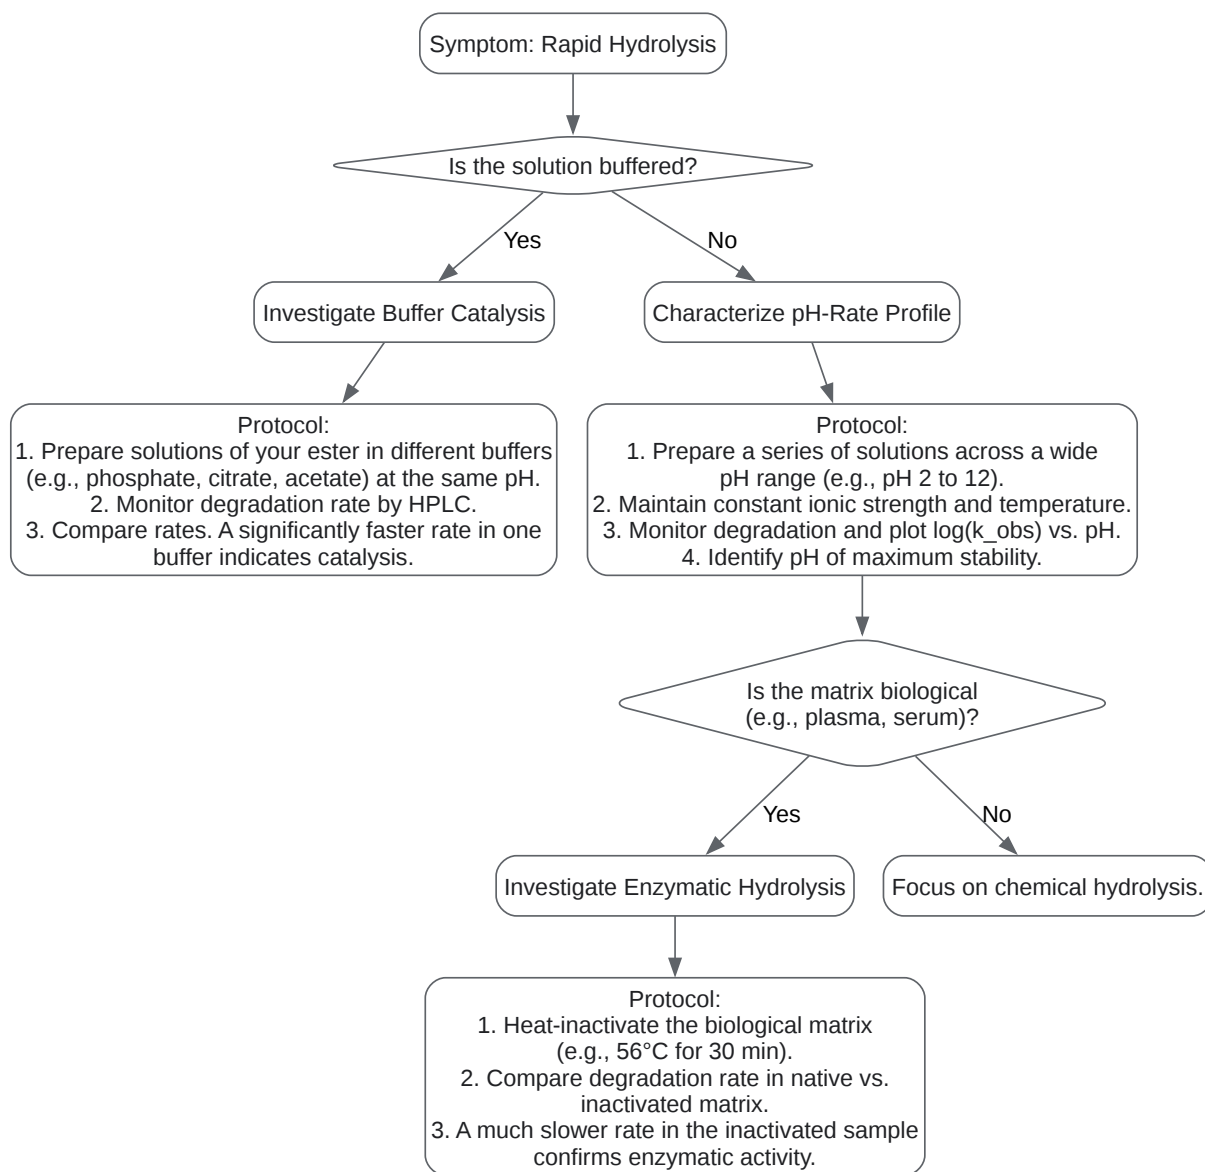 Symptom: Rapid Hydrolysis
Is the solution buffered?
Yes
No
Investigate Buffer Catalysis
Characterize pH-Rate Profile
Protocol:
1. Prepare solutions of your ester in different buffers
(e.g., phosphate, citrate, acetate) at the same pH.
2. Monitor degradation rate by HPLC.
3. Compare rates. A significantly faster rate in one
buffer indicates catalysis.
Protocol:
1. Prepare a series of solutions across a wide
pH range (e.g., pH 2 to 12).
2. Maintain constant ionic strength and temperature.
3. Monitor degradation and plot log(k_obs) vs. pH.
4. Identify pH of maximum stability.
Is the matrix biological
(e.g., plasma, serum)?
Yes
No
Investigate Enzymatic Hydrolysis
Focus on chemical hydrolysis.
Protocol:
1. Heat-inactivate the biological matrix
(e.g., 56°C for 30 min).
2. Compare degradation rate in native vs.
inactivated matrix.
3. A much slower rate in the inactivated sample
confirms enzymatic activity.